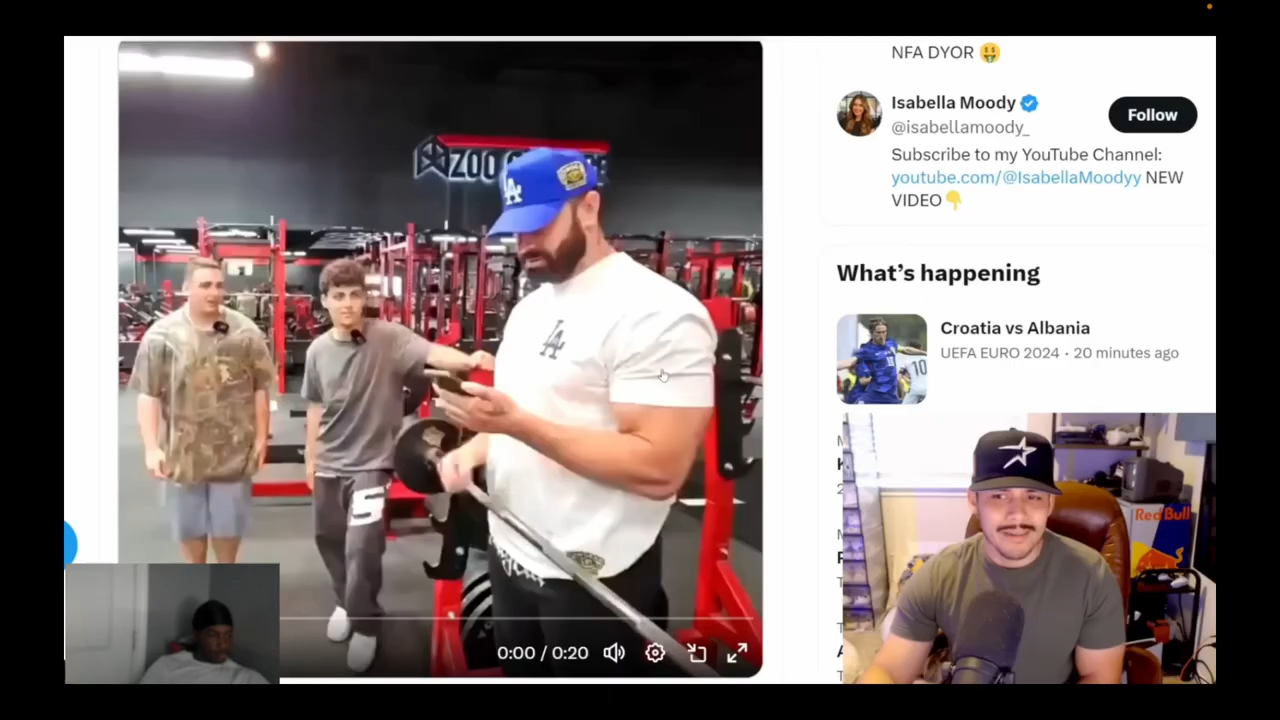 NFA DYOR 🤑
Isabella Moody
@isabellamoody_
Follow
Subscribe to my YouTube Channel:
youtube.com/@IsabellaMoodyy NEW
VIDEO👇
What's happening
Croatia vs Albania
UEFA EURO 2024 · 20 minutes ago
ZOO
LA
LA
S
0:00 / 0:20
Red Bull